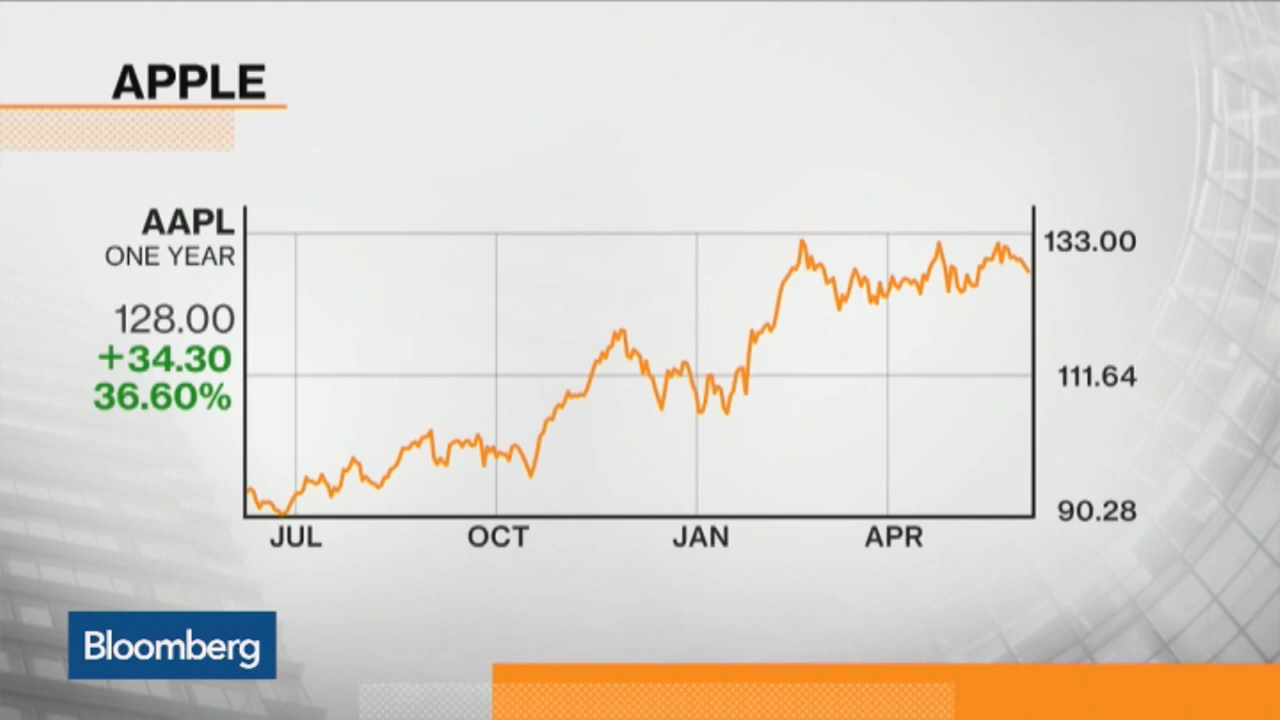 APPLE
AAPL
ONE YEAR
128.00
+34.30
36.60%
133.00
111.64
90.28
JUL OCT JAN APR
Bloomberg